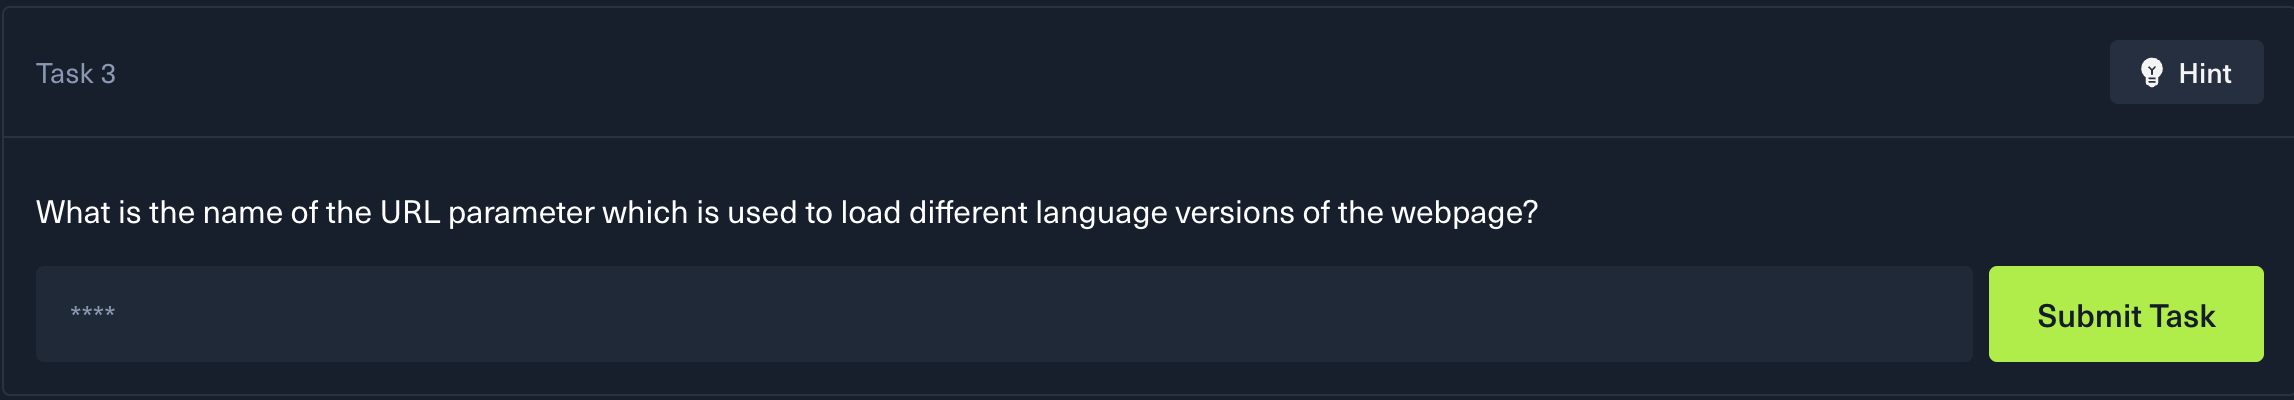 Task 3
Hint
What is the name of the URL parameter which is used to load different language versions of the webpage?
****
Submit Task